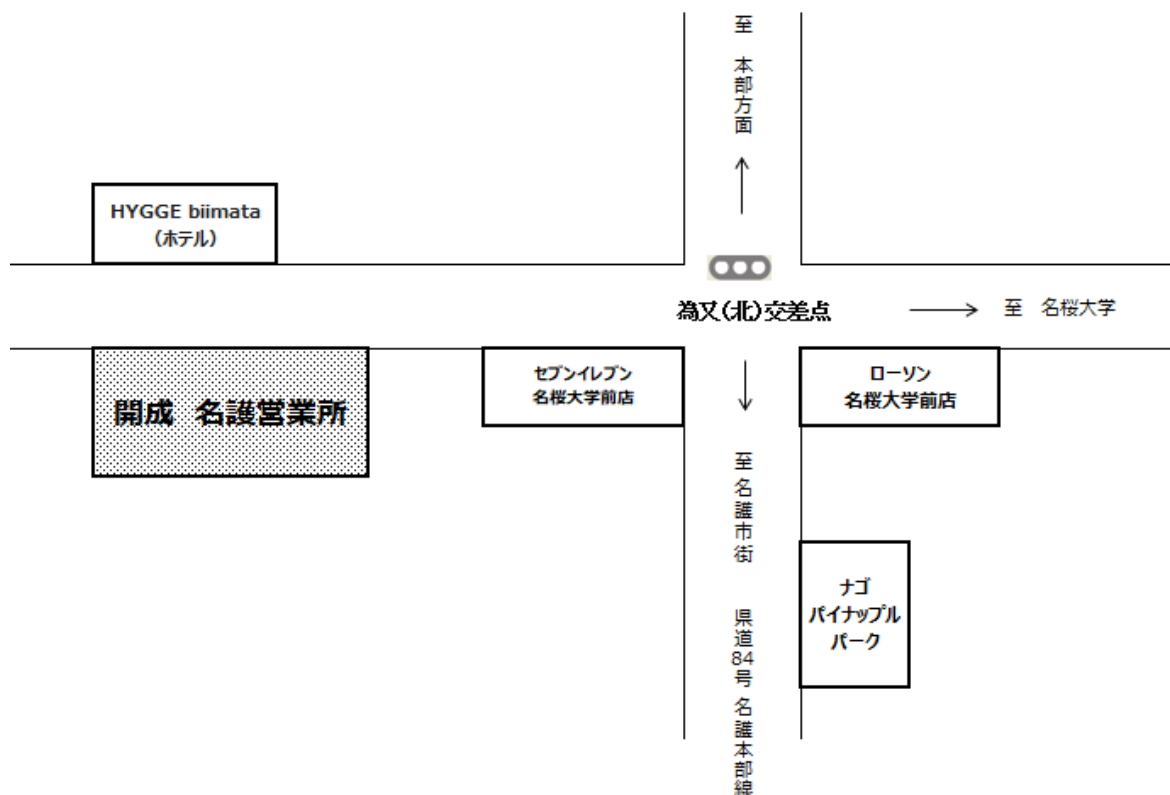 至 本部方面
HYGGE biimata
（ホテル）
為又（北）交差点
至 名桜大学
開成 名護営業所
セブンイレブン
名桜大学前店
ローソン
名桜大学前店
至 名護市街 県道84号 名護本部線
ナゴ
パイナップル
パーク